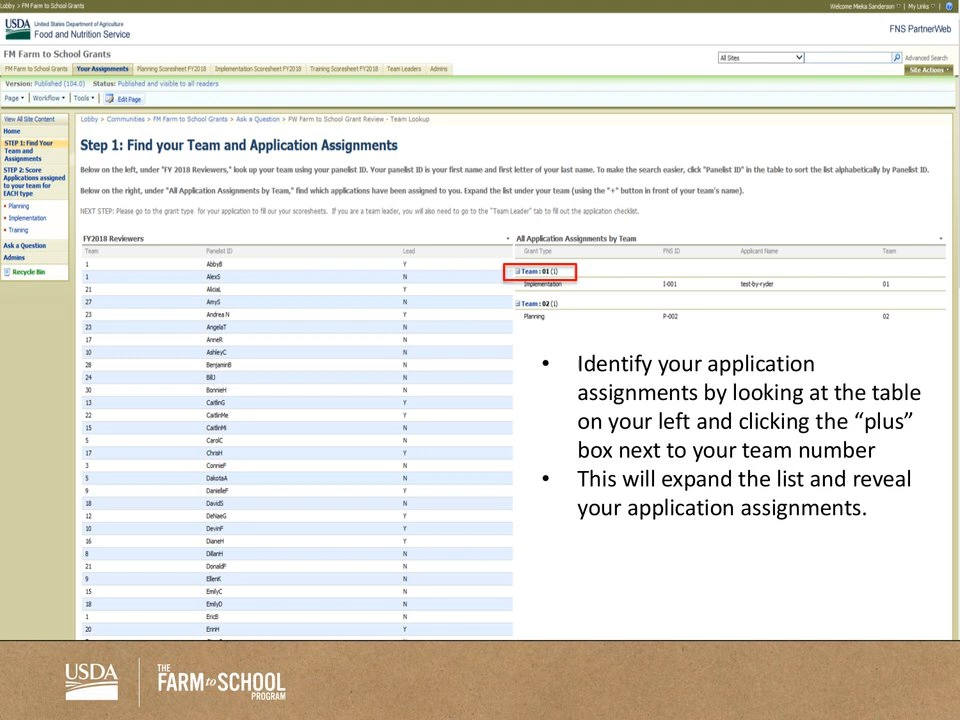 Lobby > FM Farm to School Grants
Welcome Mieka Sanderson | My Links |
USDA United States Department of Agriculture
Food and Nutrition Service
FNS PartnerWeb
FM Farm to School Grants
All Sites
Advanced Search
FM Farm to School Grants Your Assignments Planning Scoresheet FY2018 Implementation Scoresheet FY2018 Training Scoresheet FY2018 Team Leaders Admins
Site Actions
Version: Published (104.0) Status: Published and visible to all readers
Page Workflow Tools Edit Page
View All Site Content
Home
STEP 1: Find Your
Team and
Assignments
STEP 2: Score
Applications assigned
to your team for
EACH type
Planning
Implementation
Training
Ask a Question
Admins
Recycle Bin
Lobby > Communities > FM Farm to School Grants > Ask a Question > PW Farm to School Grant Review - Team Lookup
Step 1: Find your Team and Application Assignments
Below on the left, under "FY 2018 Reviewers," look up your team using your panelist ID. Your panelist ID is your first name and first letter of your last name. To make the search easier, click "Panelist ID" in the table to sort the list alphabetically by Panelist ID.
Below on the right, under "All Application Assignments by Team," find which applications have been assigned to you. Expand the list under your team (using the "+" button in front of your team's name).
NEXT STEP: Please go to the grant type for your application to fill out your scoresheets. If you are a team leader, you will also need to go to the "Team Leader" tab to fill out the application checklist.
FY2018 Reviewers
Team Panelist ID Lead
1 AbbyB Y
1 AlexS N
21 AliciaL Y
27 AmyS N
23 Andrea N Y
23 AngelaT N
17 AnneR N
10 AshleyC N
28 BenjaminB N
24 BillJ N
30 BonnieH N
13 CaitlinG Y
22 CaitlinMe Y
15 CaitlinMi N
5 CarolC N
17 ChrisH Y
3 ConnieF N
5 DakotaA N
9 DanielleF Y
18 DavidS N
12 DeNaeG Y
10 DevinF Y
16 DianeH Y
8 DillanH N
21 DonaldF N
9 EllenK N
15 EmilyC N
18 EmilyD N
1 EricB N
20 ErinH Y
All Application Assignments by Team
Grant Type FNS ID Applicant Name Team
Team : 01 (1)
Implementation I-001 test-by-ryder 01
Team : 02 (1)
Planning P-002 02
• Identify your application
assignments by looking at the table
on your left and clicking the “plus”
box next to your team number
• This will expand the list and reveal
your application assignments.
USDA
THE
FARM to SCHOOL
PROGRAM